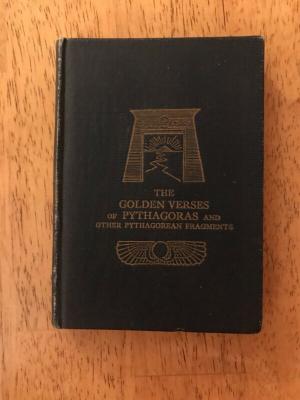 THE
GOLDEN VERSES
OF PYTHAGORAS AND
OTHER PYTHAGOREAN FRAGMENTS